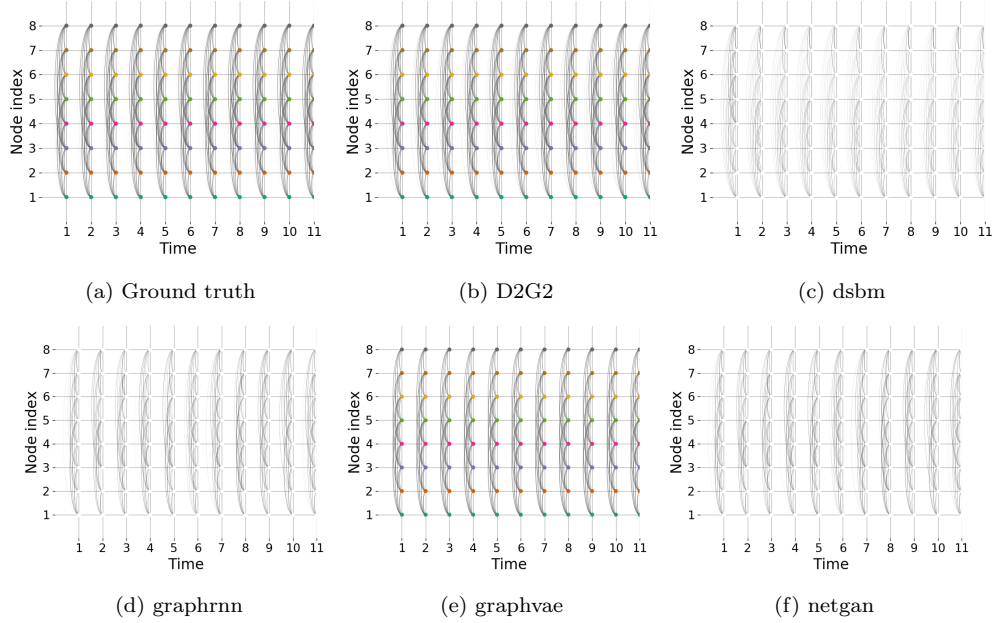 8
7
6
5
4
3
2
1
Node index
1 2 3 4 5 6 7 8 9 10 11
Time
(a) Ground truth
8
7
6
5
4
3
2
1
Node index
1 2 3 4 5 6 7 8 9 10 11
Time
(b) D2G2
8
7
6
5
4
3
2
1
Node index
1 2 3 4 5 6 7 8 9 10 11
Time
(c) dsbm
8
7
6
5
4
3
2
1
Node index
1 2 3 4 5 6 7 8 9 10 11
Time
(d) graphrnn
8
7
6
5
4
3
2
1
Node index
1 2 3 4 5 6 7 8 9 10 11
Time
(e) graphvae
8
7
6
5
4
3
2
1
Node index
1 2 3 4 5 6 7 8 9 10 11
Time
(f) netgan